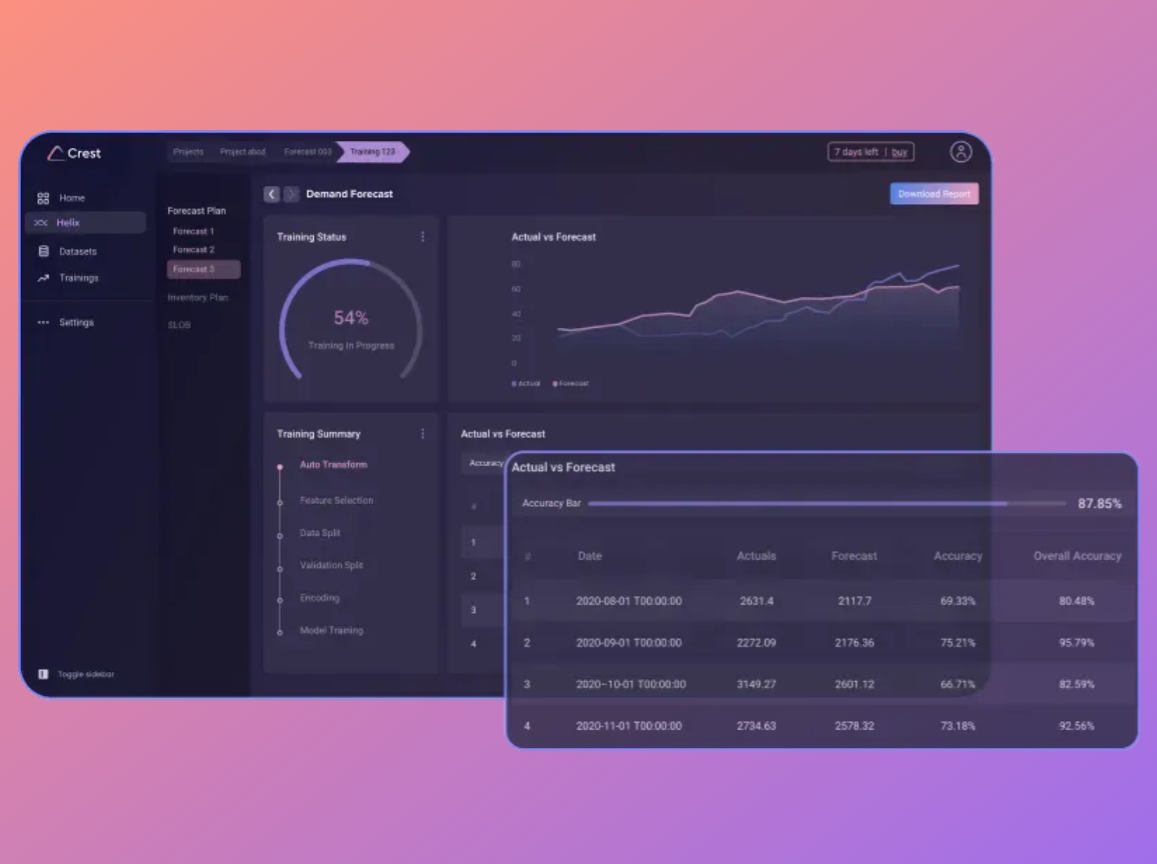 Crest
Projects Project abcd Forecast 003 Training 123
7 days left | buy
Home
Helix
Datasets
Trainings
Settings
Toggle sidebar
Forecast Plan
Forecast 1
Forecast 2
Forecast 3
Inventory Plan
SLOB
Demand Forecast
Download Report
Training Status
54%
Training In Progress
Actual vs Forecast
80
60
40
20
0
Actual Forecast
Training Summary
Auto Transform
Feature Selection
Data Split
Validation Split
Encoding
Model Training
Actual vs Forecast
Accuracy
#
1
2
3
4
Actual vs Forecast
Accuracy Bar 87.85%
# Date Actuals Forecast Accuracy Overall Accuracy
1 2020-08-01 T00:00:00 2631.4 2117.7 69.33% 80.48%
2 2020-09-01 T00:00:00 2272.09 2176.36 75.21% 95.79%
3 2020-10-01 T00:00:00 3149.27 2601.12 66.71% 82.59%
4 2020-11-01 T00:00:00 2734.63 2578.32 73.18% 92.56%